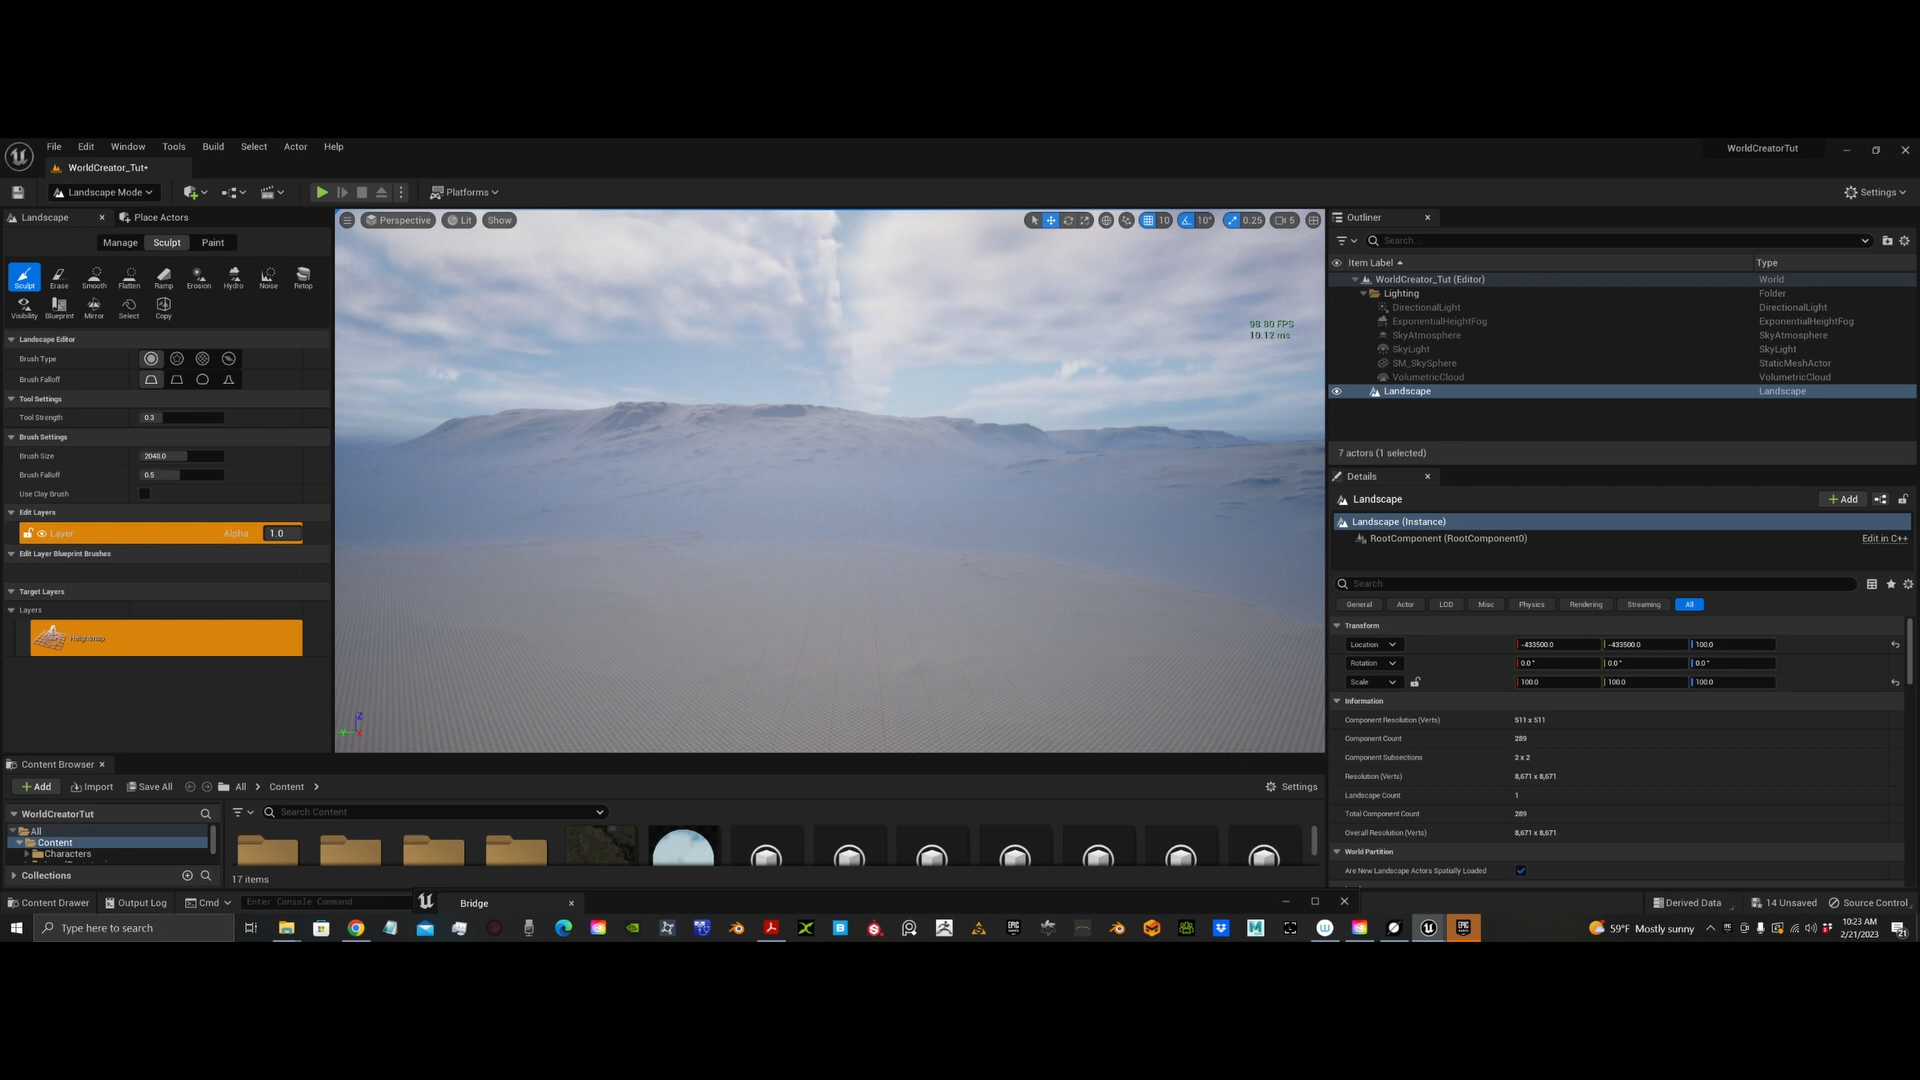 File Edit Window Tools Build Select Actor Help
WorldCreatorTut
WorldCreator_Tut•
Landscape Mode
Platforms
Settings
Landscape
Place Actors
Manage Sculpt Paint
Sculpt Erase Smooth Flatten Ramp Erosion Hydro Noise Retop
Visibility Blueprint Mirror Select Copy
Landscape Editor
Brush Type
Brush Falloff
Tool Settings
Tool Strength 0.3
Brush Settings
Brush Size 2048.0
Brush Falloff 0.5
Use Clay Brush
Edit Layers
Layer Alpha 1.0
Edit Layer Blueprint Brushes
Target Layers
Layers
Heightmap
Perspective Lit Show
10 10° 0.25 5
98.80 FPS
10.12 ms
Z
Y X
Outliner
Search...
Item Label Type
WorldCreator_Tut (Editor) World
Lighting Folder
DirectionalLight DirectionalLight
ExponentialHeightFog ExponentialHeightFog
SkyAtmosphere SkyAtmosphere
SkyLight SkyLight
SM_SkySphere StaticMeshActor
VolumetricCloud VolumetricCloud
Landscape Landscape
7 actors (1 selected)
Details
Landscape
Add
Landscape (Instance)
RootComponent (RootComponent0) Edit in C++
Search
General Actor LOD Misc Physics Rendering Streaming All
Transform
Location -433500.0 -433500.0 100.0
Rotation 0.0° 0.0° 0.0°
Scale 100.0 100.0 100.0
Information
Component Resolution (Verts) 511 x 511
Component Count 289
Component Subsections 2 x 2
Resolution (Verts) 8,671 x 8,671
Landscape Count 1
Total Component Count 289
Overall Resolution (Verts) 8,671 x 8,671
World Partition
Are New Landscape Actors Spatially Loaded
Content Browser
Add Import Save All All Content Settings
WorldCreatorTut
Search Content
All
Content
Characters
Collections
17 items
Content Drawer Output Log Cmd Enter Console Command
Bridge
Derived Data 14 Unsaved Source Control
Type here to search
59°F Mostly sunny
10:23 AM
2/21/2023
21